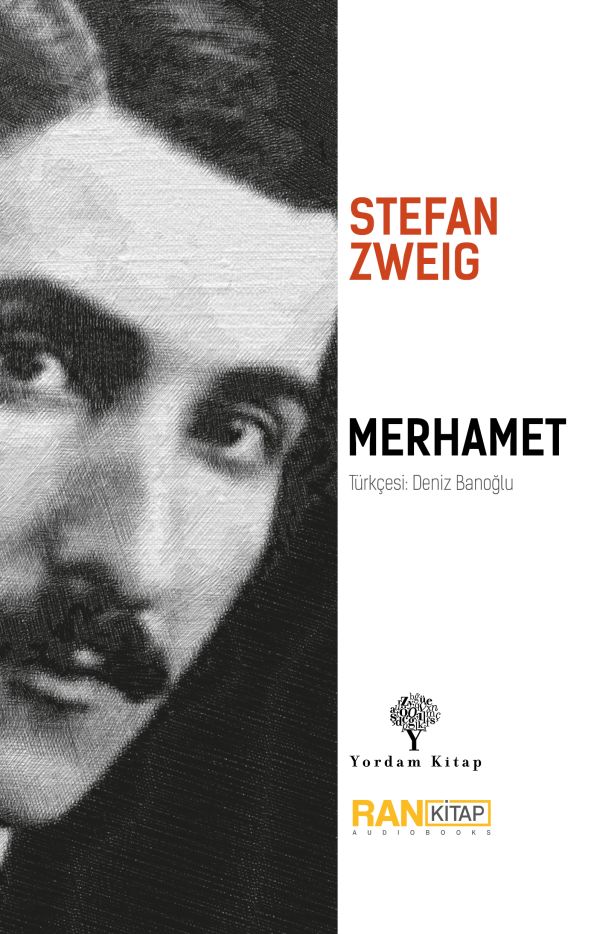 STEFAN
ZWEIG
MERHAMET
Türkçesi: Deniz Banoğlu
Yordam Kitap
RAN KİTAP
AUDIOBOOKS